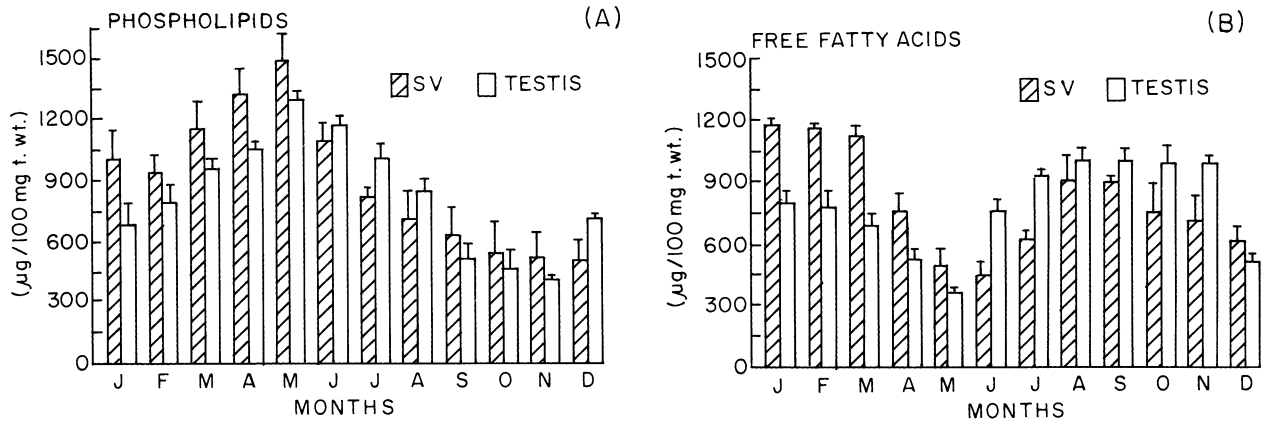 PHOSPHOLIPIDS
(A)
1500
1200
900
600
300
0
(µg/100 mg t. wt.)
SV
TESTIS
J F M A M J J A S O N D
MONTHS
FREE FATTY ACIDS
(B)
1500
1200
900
600
300
0
(µg/100 mg t. wt.)
SV
TESTIS
J F M A M J J A S O N D
MONTHS